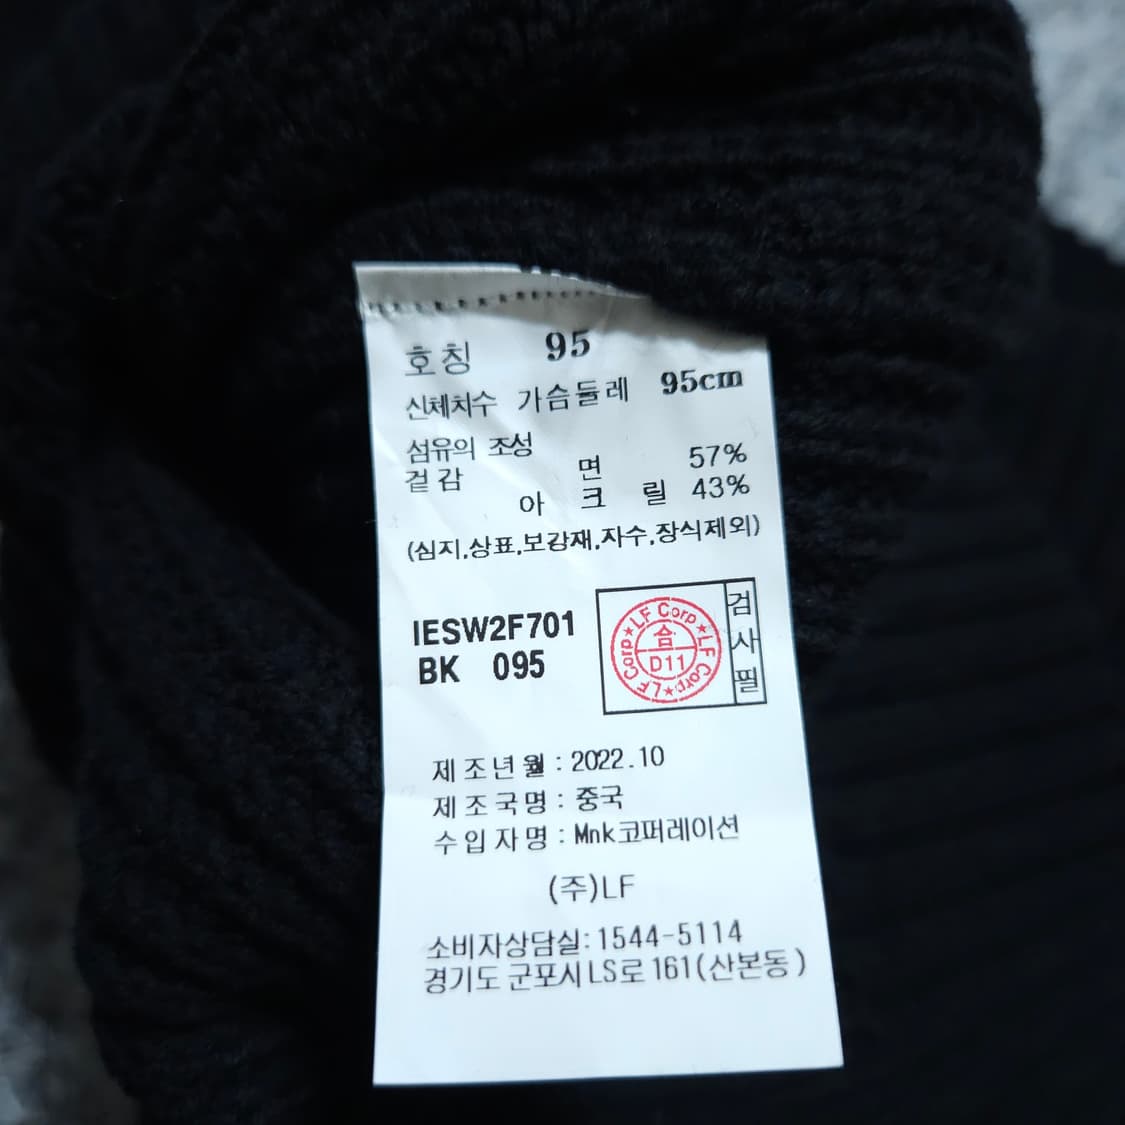 호칭 95
신체치수 가슴둘레 95cm
섬유의 조성
겉감 면 57%
아크릴 43%
(심지,상표,보강재,자수,장식제외)
IESW2F701
BK 095
LF Corp★LF Corp★LF Corp★
合
D11
검사필
제조년월 : 2022.10
제조국명 : 중국
수입자명 : Mnk코퍼레이션
(주)LF
소비자상담실:1544-5114
경기도 군포시 LS로 161(산본동)